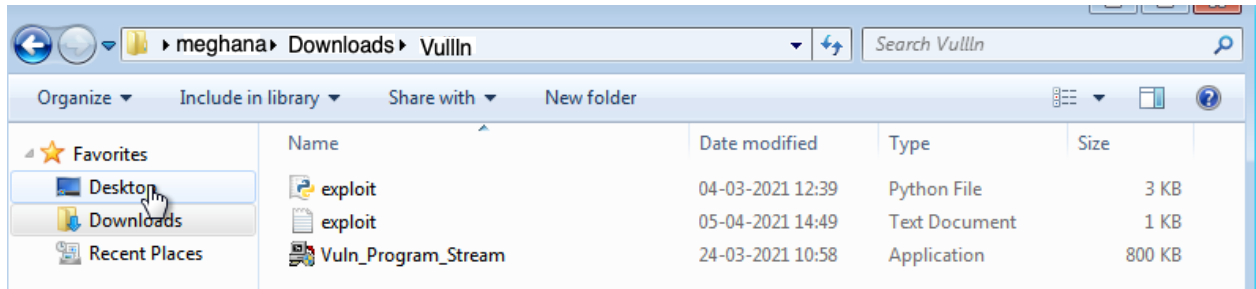 meghana Downloads Vullln Search Vullln
Organize Include in library Share with New folder
Favorites
Desktop
Downloads
Recent Places
Name Date modified Type Size
exploit 04-03-2021 12:39 Python File 3 KB
exploit 05-04-2021 14:49 Text Document 1 KB
Vuln_Program_Stream 24-03-2021 10:58 Application 800 KB